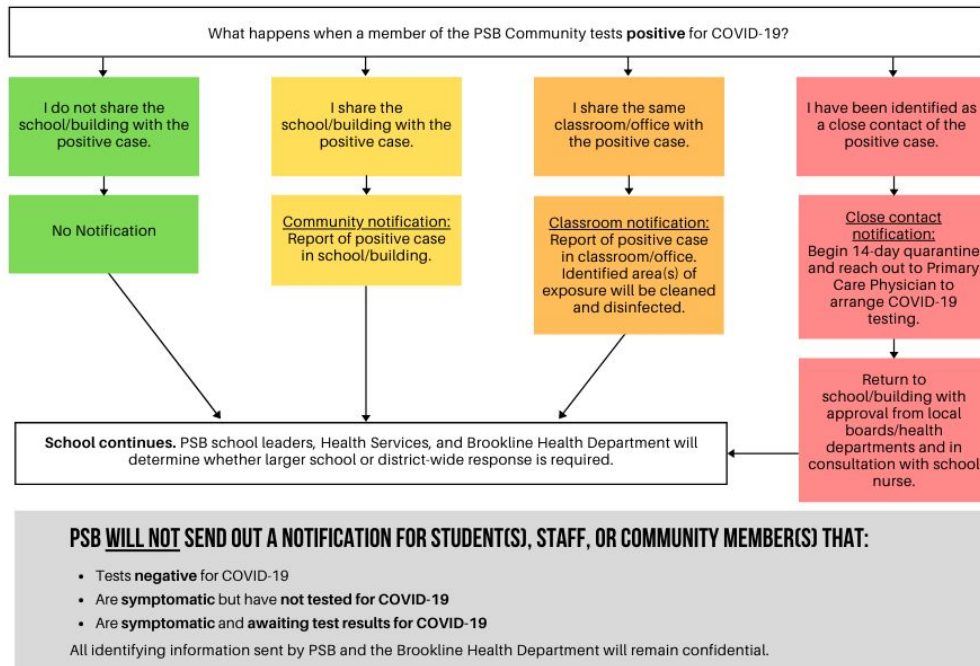 What happens when a member of the PSB Community tests positive for COVID-19?
I do not share the
school/building with the
positive case.
I share the
school/building with the
positive case.
I share the same
classroom/office with
the positive case.
I have been identified as
a close contact of the
positive case.
No Notification
Community notification:
Report of positive case
in school/building.
Classroom notification:
Report of positive case
in classroom/office.
Identified area(s) of
exposure will be cleaned
and disinfected.
Close contact
notification:
Begin 14-day quarantine
and reach out to Primary
Care Physician to
arrange COVID-19
testing.
Return to
school/building with
approval from local
boards/health
departments and in
consultation with school
nurse.
School continues. PSB school leaders, Health Services, and Brookline Health Department will
determine whether larger school or district-wide response is required.
PSB WILL NOT SEND OUT A NOTIFICATION FOR STUDENT(S), STAFF, OR COMMUNITY MEMBER(S) THAT:
• Tests negative for COVID-19
• Are symptomatic but have not tested for COVID-19
• Are symptomatic and awaiting test results for COVID-19
All identifying information sent by PSB and the Brookline Health Department will remain confidential.